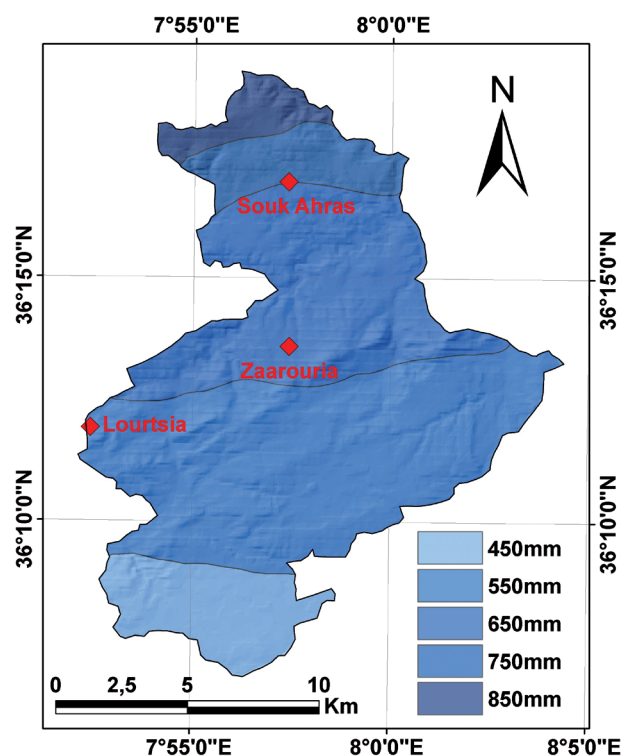 7°55'0"E 8°0'0"E
N
Souk Ahras
36°15'0"N 36°15'0"N
Zaarouria
Lourtsia
36°10'0"N 36°10'0"N
450mm
550mm
650mm
750mm
850mm
0 2,5 5 10
Km
7°55'0"E 8°0'0"E 8°5'0"E